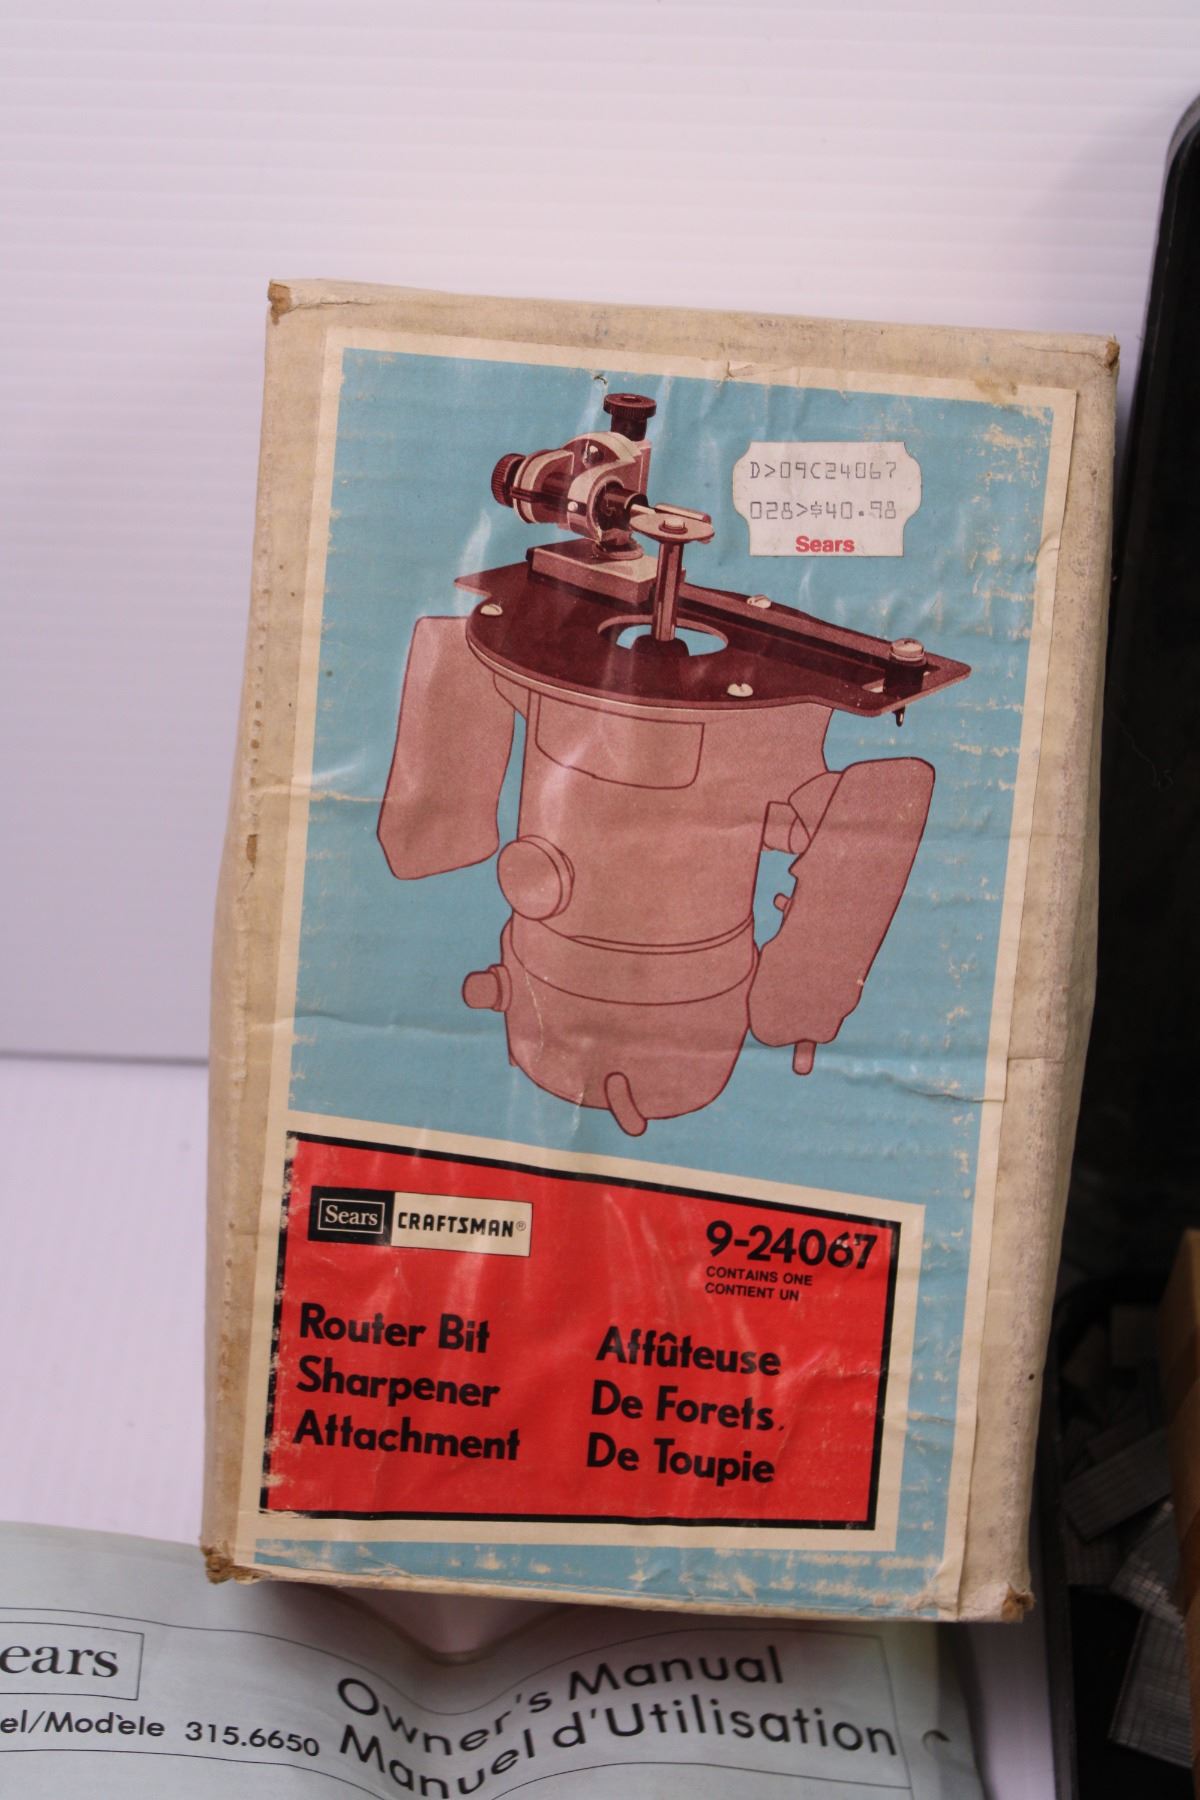 D>09C24067
028>$40.98
Sears
Sears CRAFTSMAN®
9-24067
CONTAINS ONE
CONTIENT UN
Router Bit
Sharpener
Attachment
Affûteuse
De Forets
De Toupie
ears
el/Modèle 315.6650
Owner's Manual
Manuel d'Utilisation